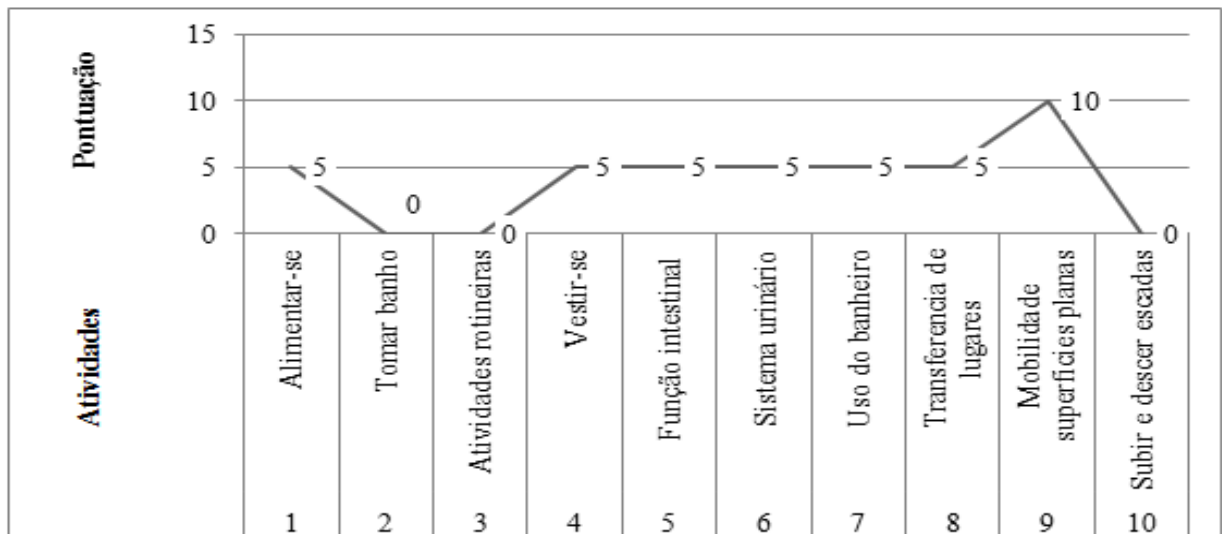 Pontuação
15
10
5
0
5
0
0
5
5
5
5
5
10
0
Atividades
Alimentar-se
Tomar banho
Atividades rotineiras
Vestir-se
Função intestinal
Sistema urinário
Uso do banheiro
Transferencia de
lugares
Mobilidade
superficies planas
Subir e descer escadas
1
2
3
4
5
6
7
8
9
10